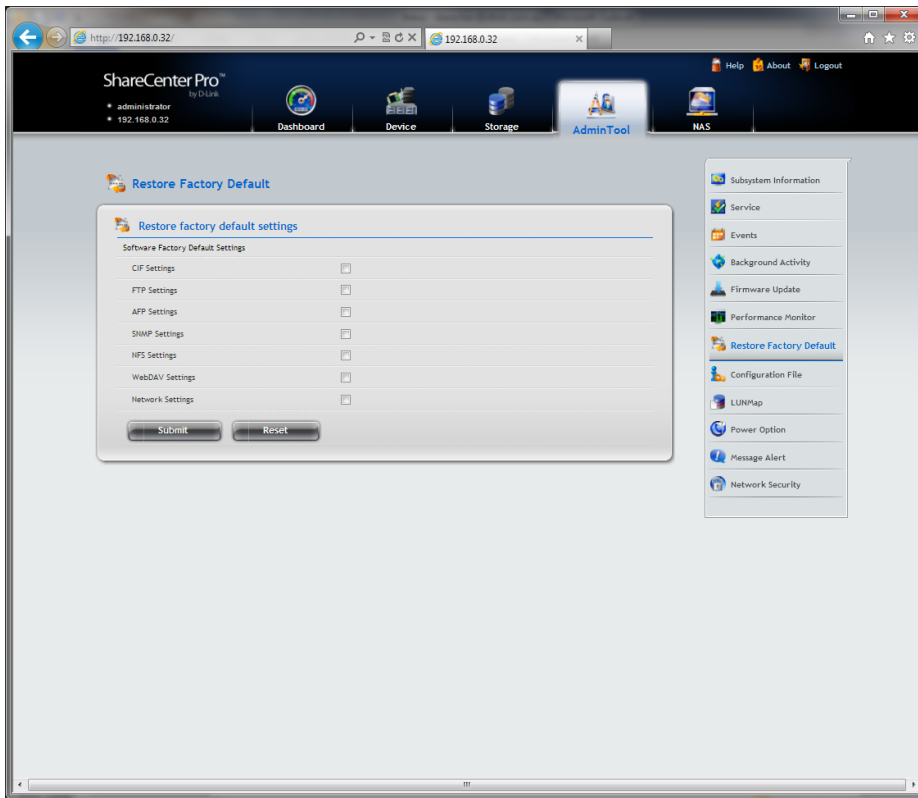 http://192.168.0.32/
192.168.0.32
Help About Logout
ShareCenter Pro™
by D-Link
administrator
192.168.0.32
Dashboard
Device
Storage
AdminTool
NAS
Restore Factory Default
Restore factory default settings
Software Factory Default Settings
CIF Settings
FTP Settings
AFP Settings
SNMP Settings
NFS Settings
WebDAV Settings
Network Settings
Submit
Reset
Subsystem Information
Service
Events
Background Activity
Firmware Update
Performance Monitor
Restore Factory Default
Configuration File
LUNMap
Power Option
Message Alert
Network Security